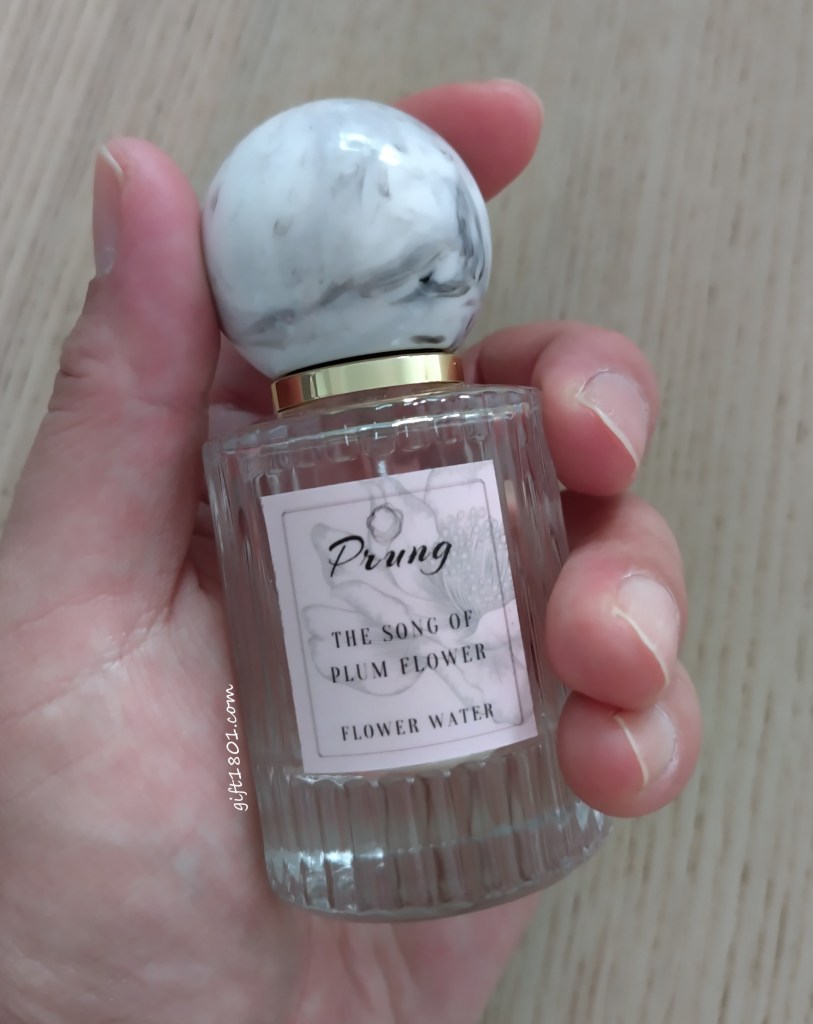 Prung
THE SONG OF
PLUM FLOWER
FLOWER WATER
gift1801.com